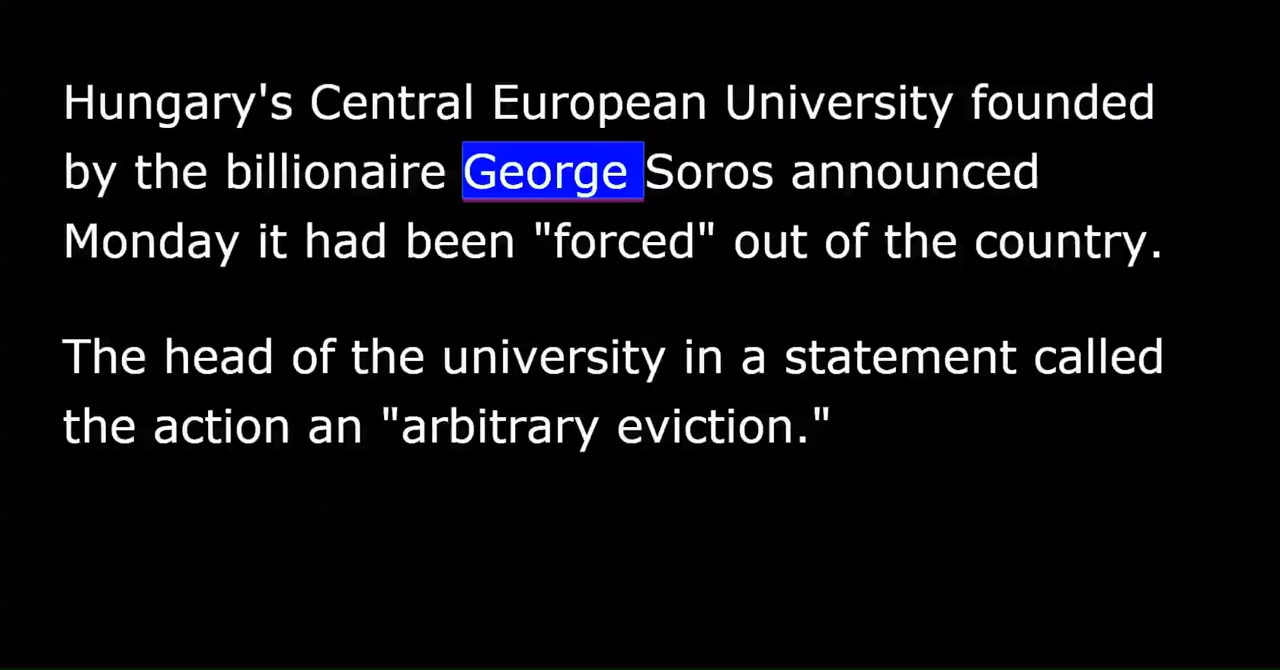 Hungary's Central European University founded
by the billionaire George Soros announced
Monday it had been "forced" out of the country.
The head of the university in a statement called
the action an "arbitrary eviction."